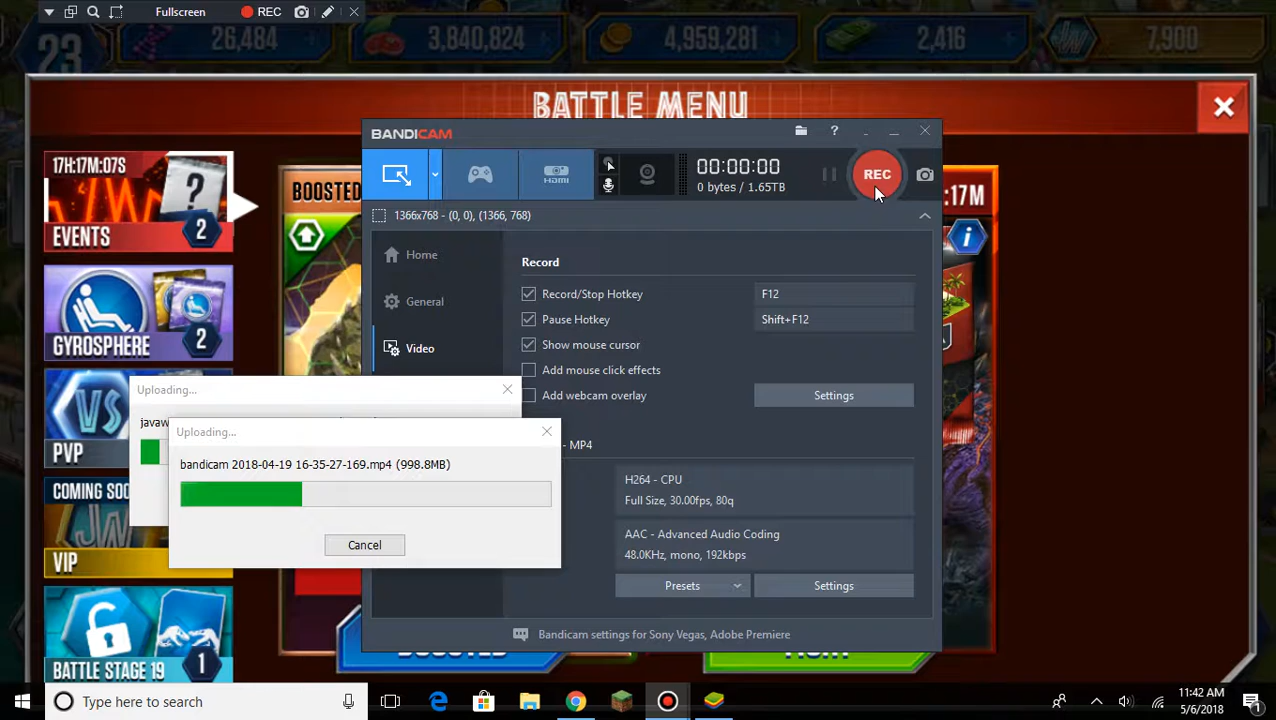 Fullscreen
REC
23
26,484
3,840,824
4,959,281
2,416
7,900
BATTLE MENU
17H:17M:07S
EVENTS
2
GYROSPHERE
2
PVP
VS
COMING SOO
VIP
BATTLE STAGE 19
1
BOOSTED
:17M
BANDICAM
HDMI
00:00:00
0 bytes / 1.65TB
REC
1366x768 - (0, 0), (1366, 768)
Home
General
Video
Record
Record/Stop Hotkey
F12
Pause Hotkey
Shift+F12
Show mouse cursor
Add mouse click effects
Add webcam overlay
Settings
- MP4
H264 - CPU
Full Size, 30.00fps, 80q
AAC - Advanced Audio Coding
48.0KHz, mono, 192kbps
Presets
Settings
Bandicam settings for Sony Vegas, Adobe Premiere
Uploading...
javaw
Uploading...
bandicam 2018-04-19 16-35-27-169.mp4 (998.8MB)
Cancel
Type here to search
11:42 AM
5/6/2018
1